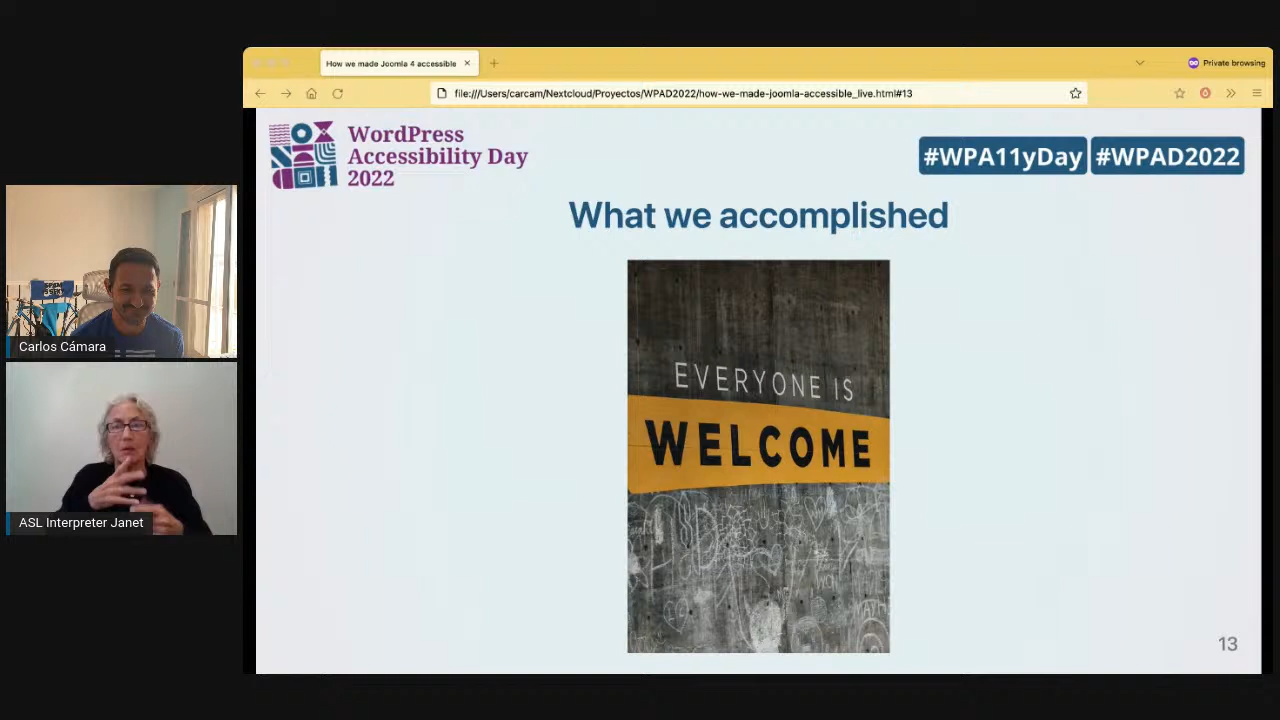 How we made Joomla 4 accessible
Private browsing
file:///Users/carcam/Nextcloud/Proyectos/WPAD2022/how-we-made-joomla-accessible_live.html#13
WordPress
Accessibility Day
2022
#WPA11yDay #WPAD2022
What we accomplished
EVERYONE IS
WELCOME
13
Carlos Cámara
ASL Interpreter Janet